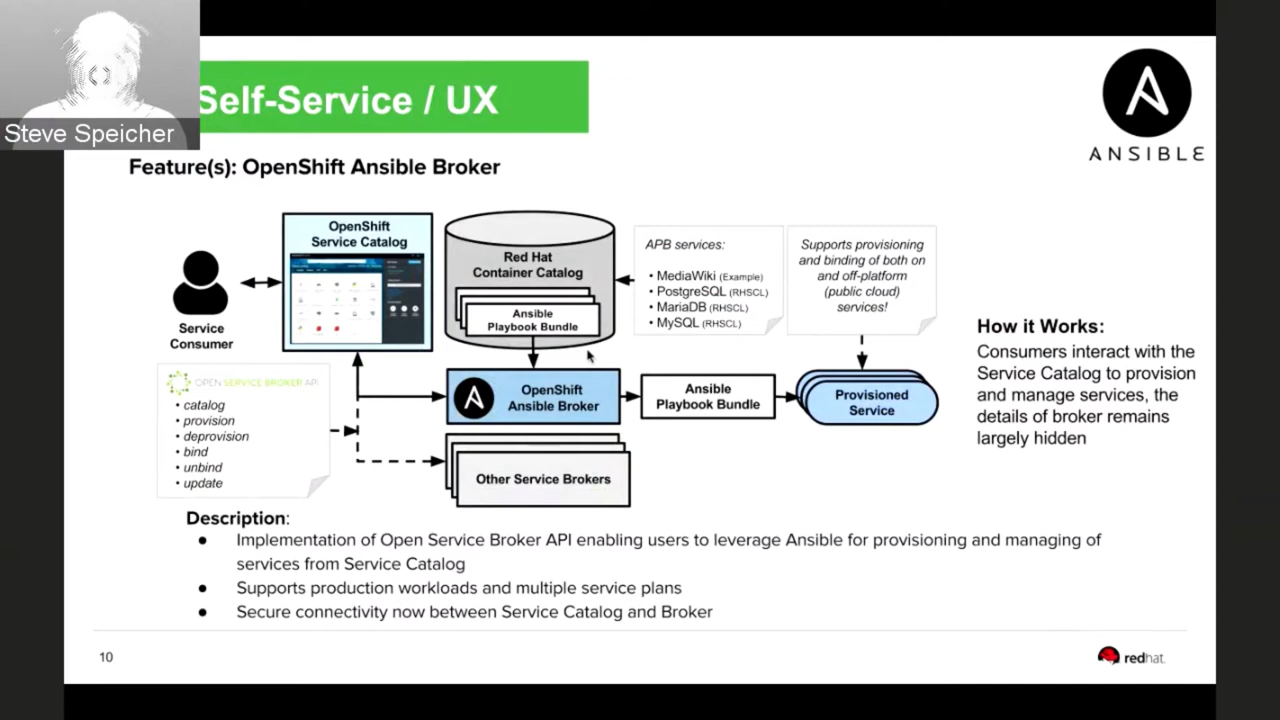 Steve Speicher
Self-Service / UX
ANSIBLE
Feature(s): OpenShift Ansible Broker
OpenShift
Service Catalog
Red Hat
Container Catalog
Ansible
Playbook Bundle
APB services:
• MediaWiki (Example)
• PostgreSQL (RHSCL)
• MariaDB (RHSCL)
• MySQL (RHSCL)
Supports provisioning
and binding of both on
and off-platform
(public cloud)
services!
Service
Consumer
How it Works:
Consumers interact with the
Service Catalog to provision
and manage services, the
details of broker remains
largely hidden
OPEN SERVICE BROKER API
• catalog
• provision
• deprovision
• bind
• unbind
• update
OpenShift
Ansible Broker
Ansible
Playbook Bundle
Provisioned
Service
Other Service Brokers
Description:
● Implementation of Open Service Broker API enabling users to leverage Ansible for provisioning and managing of
services from Service Catalog
● Supports production workloads and multiple service plans
● Secure connectivity now between Service Catalog and Broker
10
redhat.